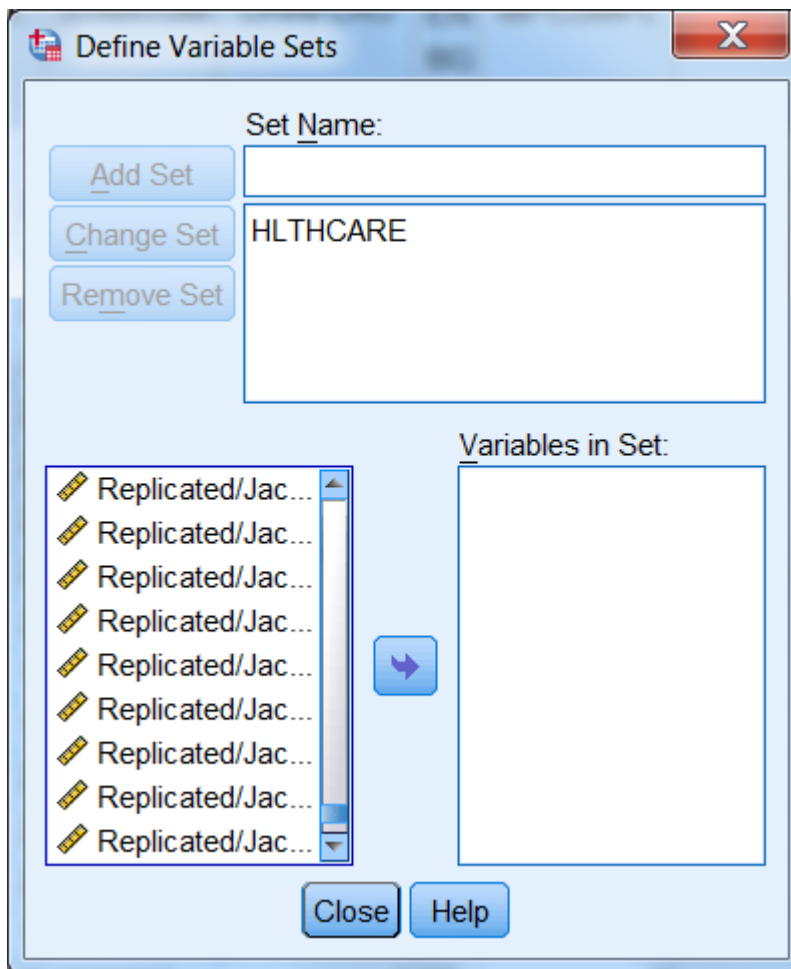 Define Variable Sets
Set Name:
Add Set
Change Set
Remove Set
HLTHCARE
Variables in Set:
Replicated/Jac...
Replicated/Jac...
Replicated/Jac...
Replicated/Jac...
Replicated/Jac...
Replicated/Jac...
Replicated/Jac...
Replicated/Jac...
Replicated/Jac...
Close
Help